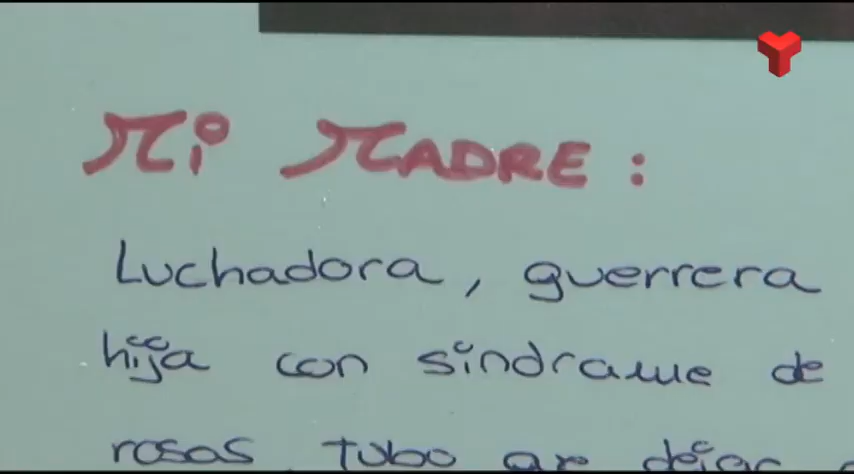 Mi MADRE:
Luchadora, guerrera
hija con sindrome de
rosas, tubo